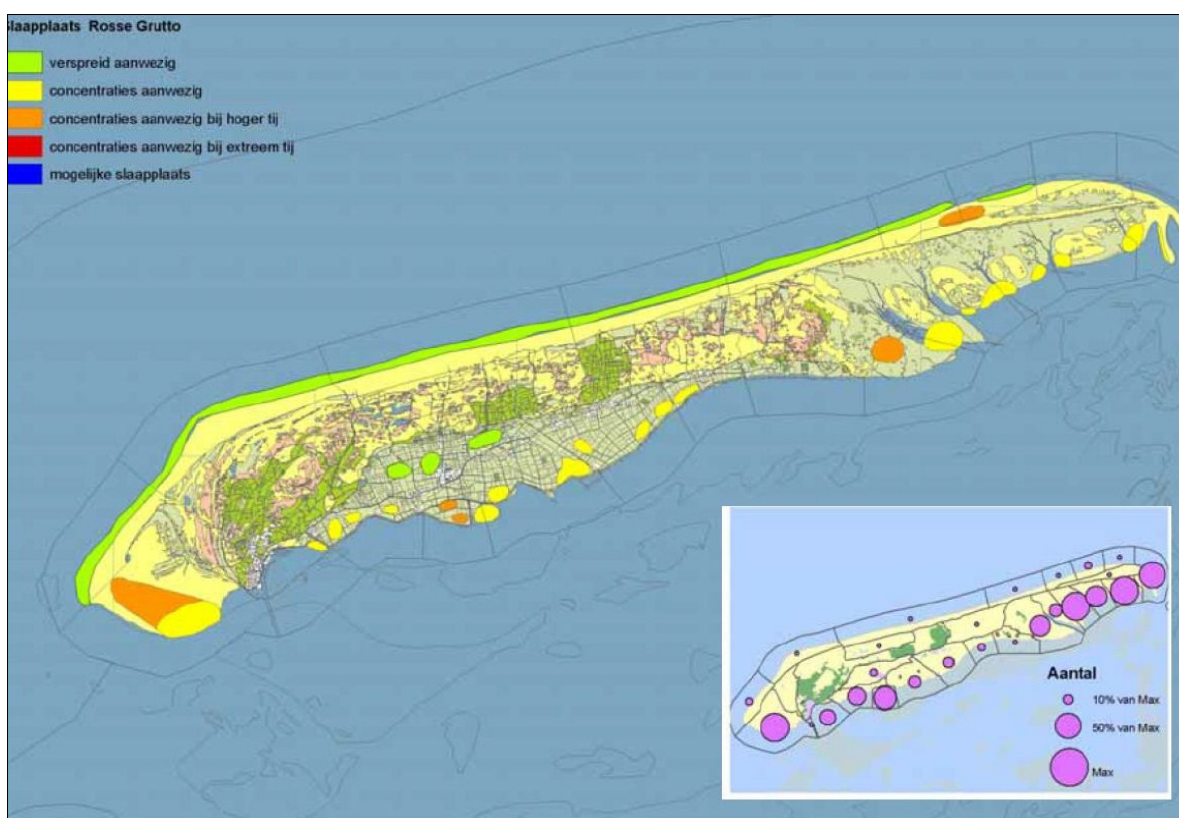 Slaapplaats Rosse Grutto
verspreid aanwezig
concentraties aanwezig
concentraties aanwezig bij hoger tij
concentraties aanwezig bij extreem tij
mogelijke slaapplaats
Aantal
10% van Max
50% van Max
Max